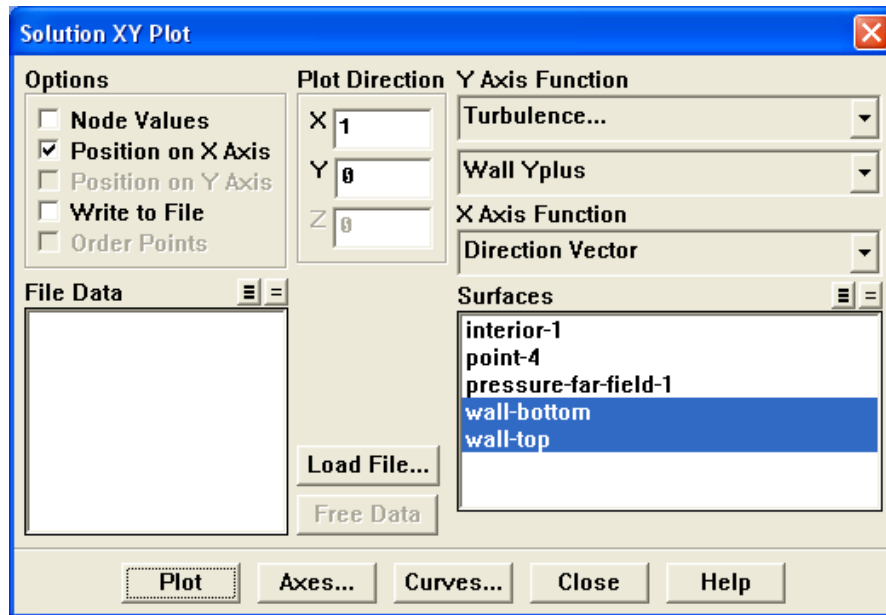 Solution XY Plot
Options
Node Values
Position on X Axis
Position on Y Axis
Write to File
Order Points
Plot Direction
X 1
Y 0
Z 0
Y Axis Function
Turbulence...
Wall Yplus
X Axis Function
Direction Vector
File Data
Surfaces
interior-1
point-4
pressure-far-field-1
wall-bottom
wall-top
Load File...
Free Data
Plot
Axes...
Curves...
Close
Help